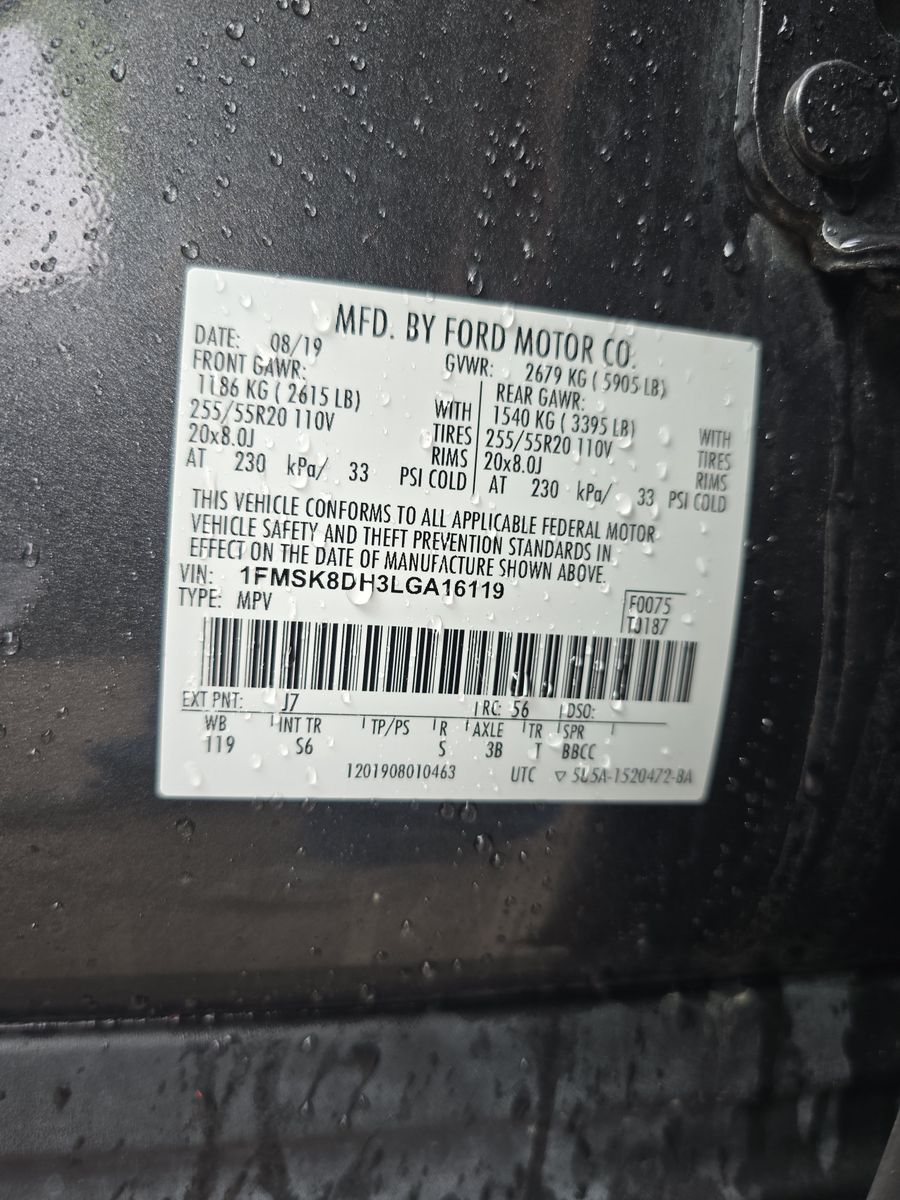 MFD. BY FORD MOTOR CO.
DATE: 08/19 GVWR: 2679 KG ( 5905 LB)
FRONT GAWR: REAR GAWR:
1186 KG ( 2615 LB) WITH 1540 KG ( 3395 LB) WITH
255/55R20 110V TIRES 255/55R20 110V TIRES
20x8.0J RIMS 20x8.0J RIMS
AT 230 kPa/ 33 PSI COLD AT 230 kPa/ 33 PSI COLD
THIS VEHICLE CONFORMS TO ALL APPLICABLE FEDERAL MOTOR
VEHICLE SAFETY AND THEFT PREVENTION STANDARDS IN
EFFECT ON THE DATE OF MANUFACTURE SHOWN ABOVE.
VIN: 1FMSK8DH3LGA16119
TYPE: MPV F0075
T0187
EXT PNT: J7 RC: 56 DSO:
WB INT TR TP/PS R AXLE TR SPR
119 S6 S 3B T BBCC
1201908010463 UTC ▽ 5U5A-1520472-BA